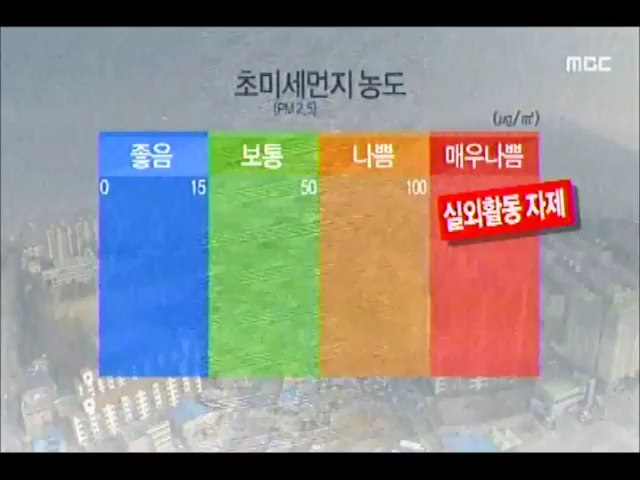 MBC
초미세먼지 농도
(PM 2.5)
(㎍/㎥)
좋음 보통 나쁨 매우나쁨
0 15 50 100
실외활동 자제